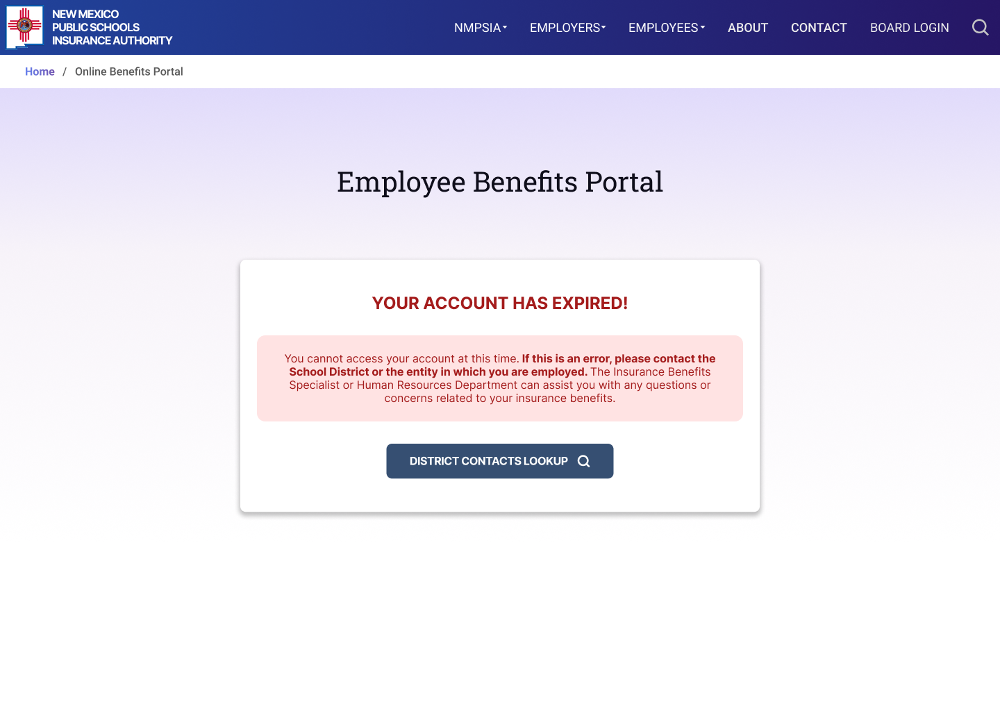 NEW MEXICO
PUBLIC SCHOOLS
INSURANCE AUTHORITY
NMPSIA
EMPLOYERS
EMPLOYEES
ABOUT
CONTACT
BOARD LOGIN
Home / Online Benefits Portal
Employee Benefits Portal
YOUR ACCOUNT HAS EXPIRED!
You cannot access your account at this time. If this is an error, please contact the
School District or the entity in which you are employed. The Insurance Benefits
Specialist or Human Resources Department can assist you with any questions or
concerns related to your insurance benefits.
DISTRICT CONTACTS LOOKUP